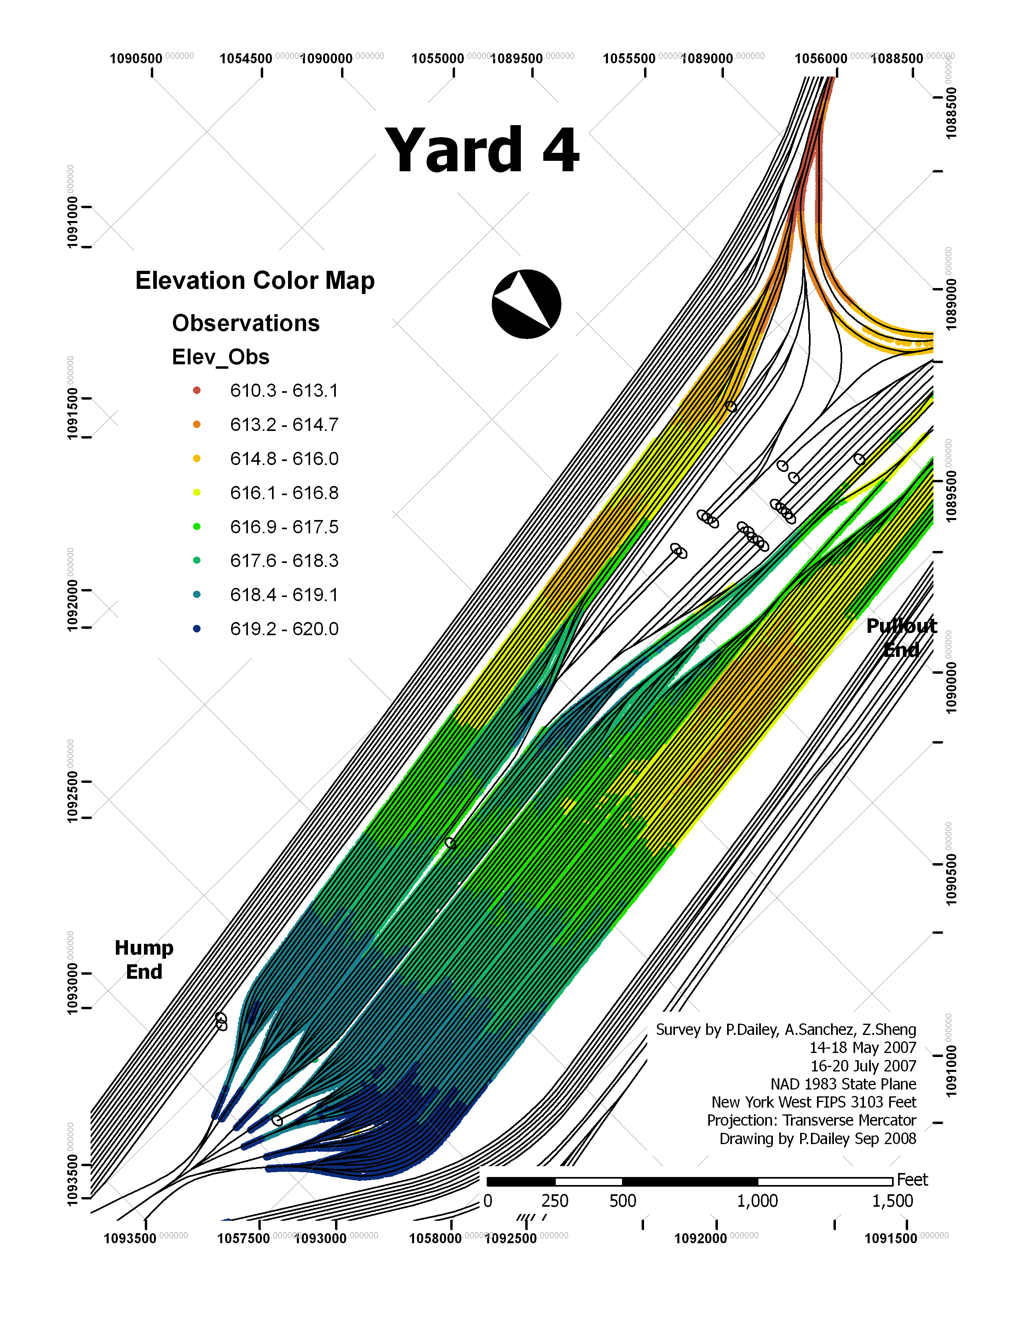 1090500.000000 1054500.000000 1090000.000000 1055000.000000 1089500.000000 1055500.000000 1089000.000000 1056000.000000 1088500.000000
Yard 4
Elevation Color Map
Observations
Elev_Obs
610.3 - 613.1
613.2 - 614.7
614.8 - 616.0
616.1 - 616.8
616.9 - 617.5
617.6 - 618.3
618.4 - 619.1
619.2 - 620.0
1091000.000000
1091500.000000
1092000.000000
1092500.000000
1093000.000000
1093500.000000
1088500.000000
1089000.000000
1089500.000000
1090000.000000
1090500.000000
1091000.000000
Pullout
End
Hump
End
Survey by P.Dailey, A.Sanchez, Z.Sheng
14-18 May 2007
16-20 July 2007
NAD 1983 State Plane
New York West FIPS 3103 Feet
Projection: Transverse Mercator
Drawing by P.Dailey Sep 2008
Feet
0 250 500 1,000 1,500
1093500.000000 1057500.000000 1093000.000000 1058000.000000 1092500.000000 1092000.000000 1091500.000000